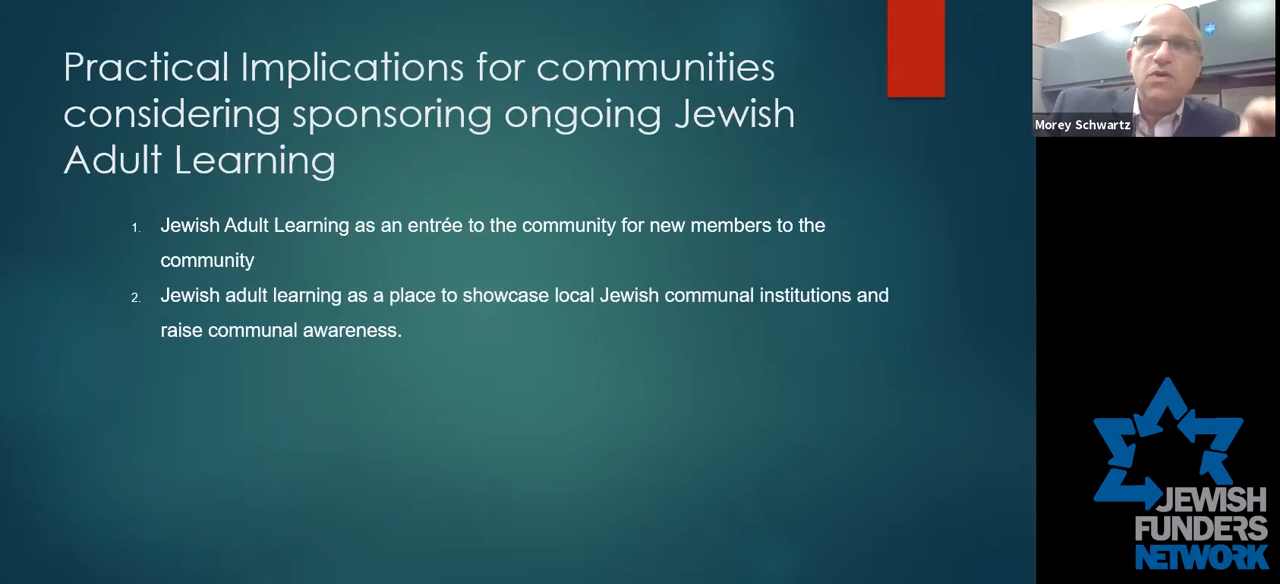 Practical Implications for communities
considering sponsoring ongoing Jewish
Adult Learning
1. Jewish Adult Learning as an entrée to the community for new members to the
community
2. Jewish adult learning as a place to showcase local Jewish communal institutions and
raise communal awareness.
Morey Schwartz
JEWISH
FUNDERS
NETWORK